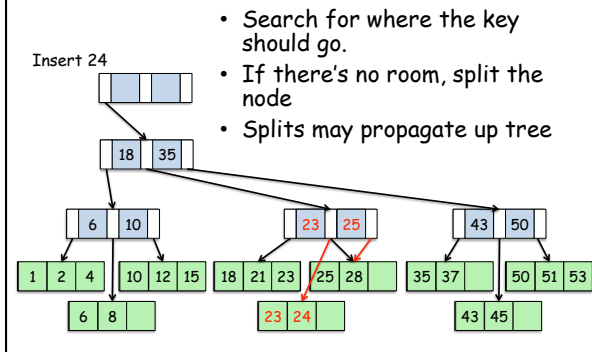 • Search for where the key
should go.
• If there's no room, split the
node
• Splits may propagate up tree
Insert 24
18 35
6 10 23 25 43 50
1 2 4 10 12 15 18 21 23 25 28 35 37 50 51 53
6 8 23 24 43 45